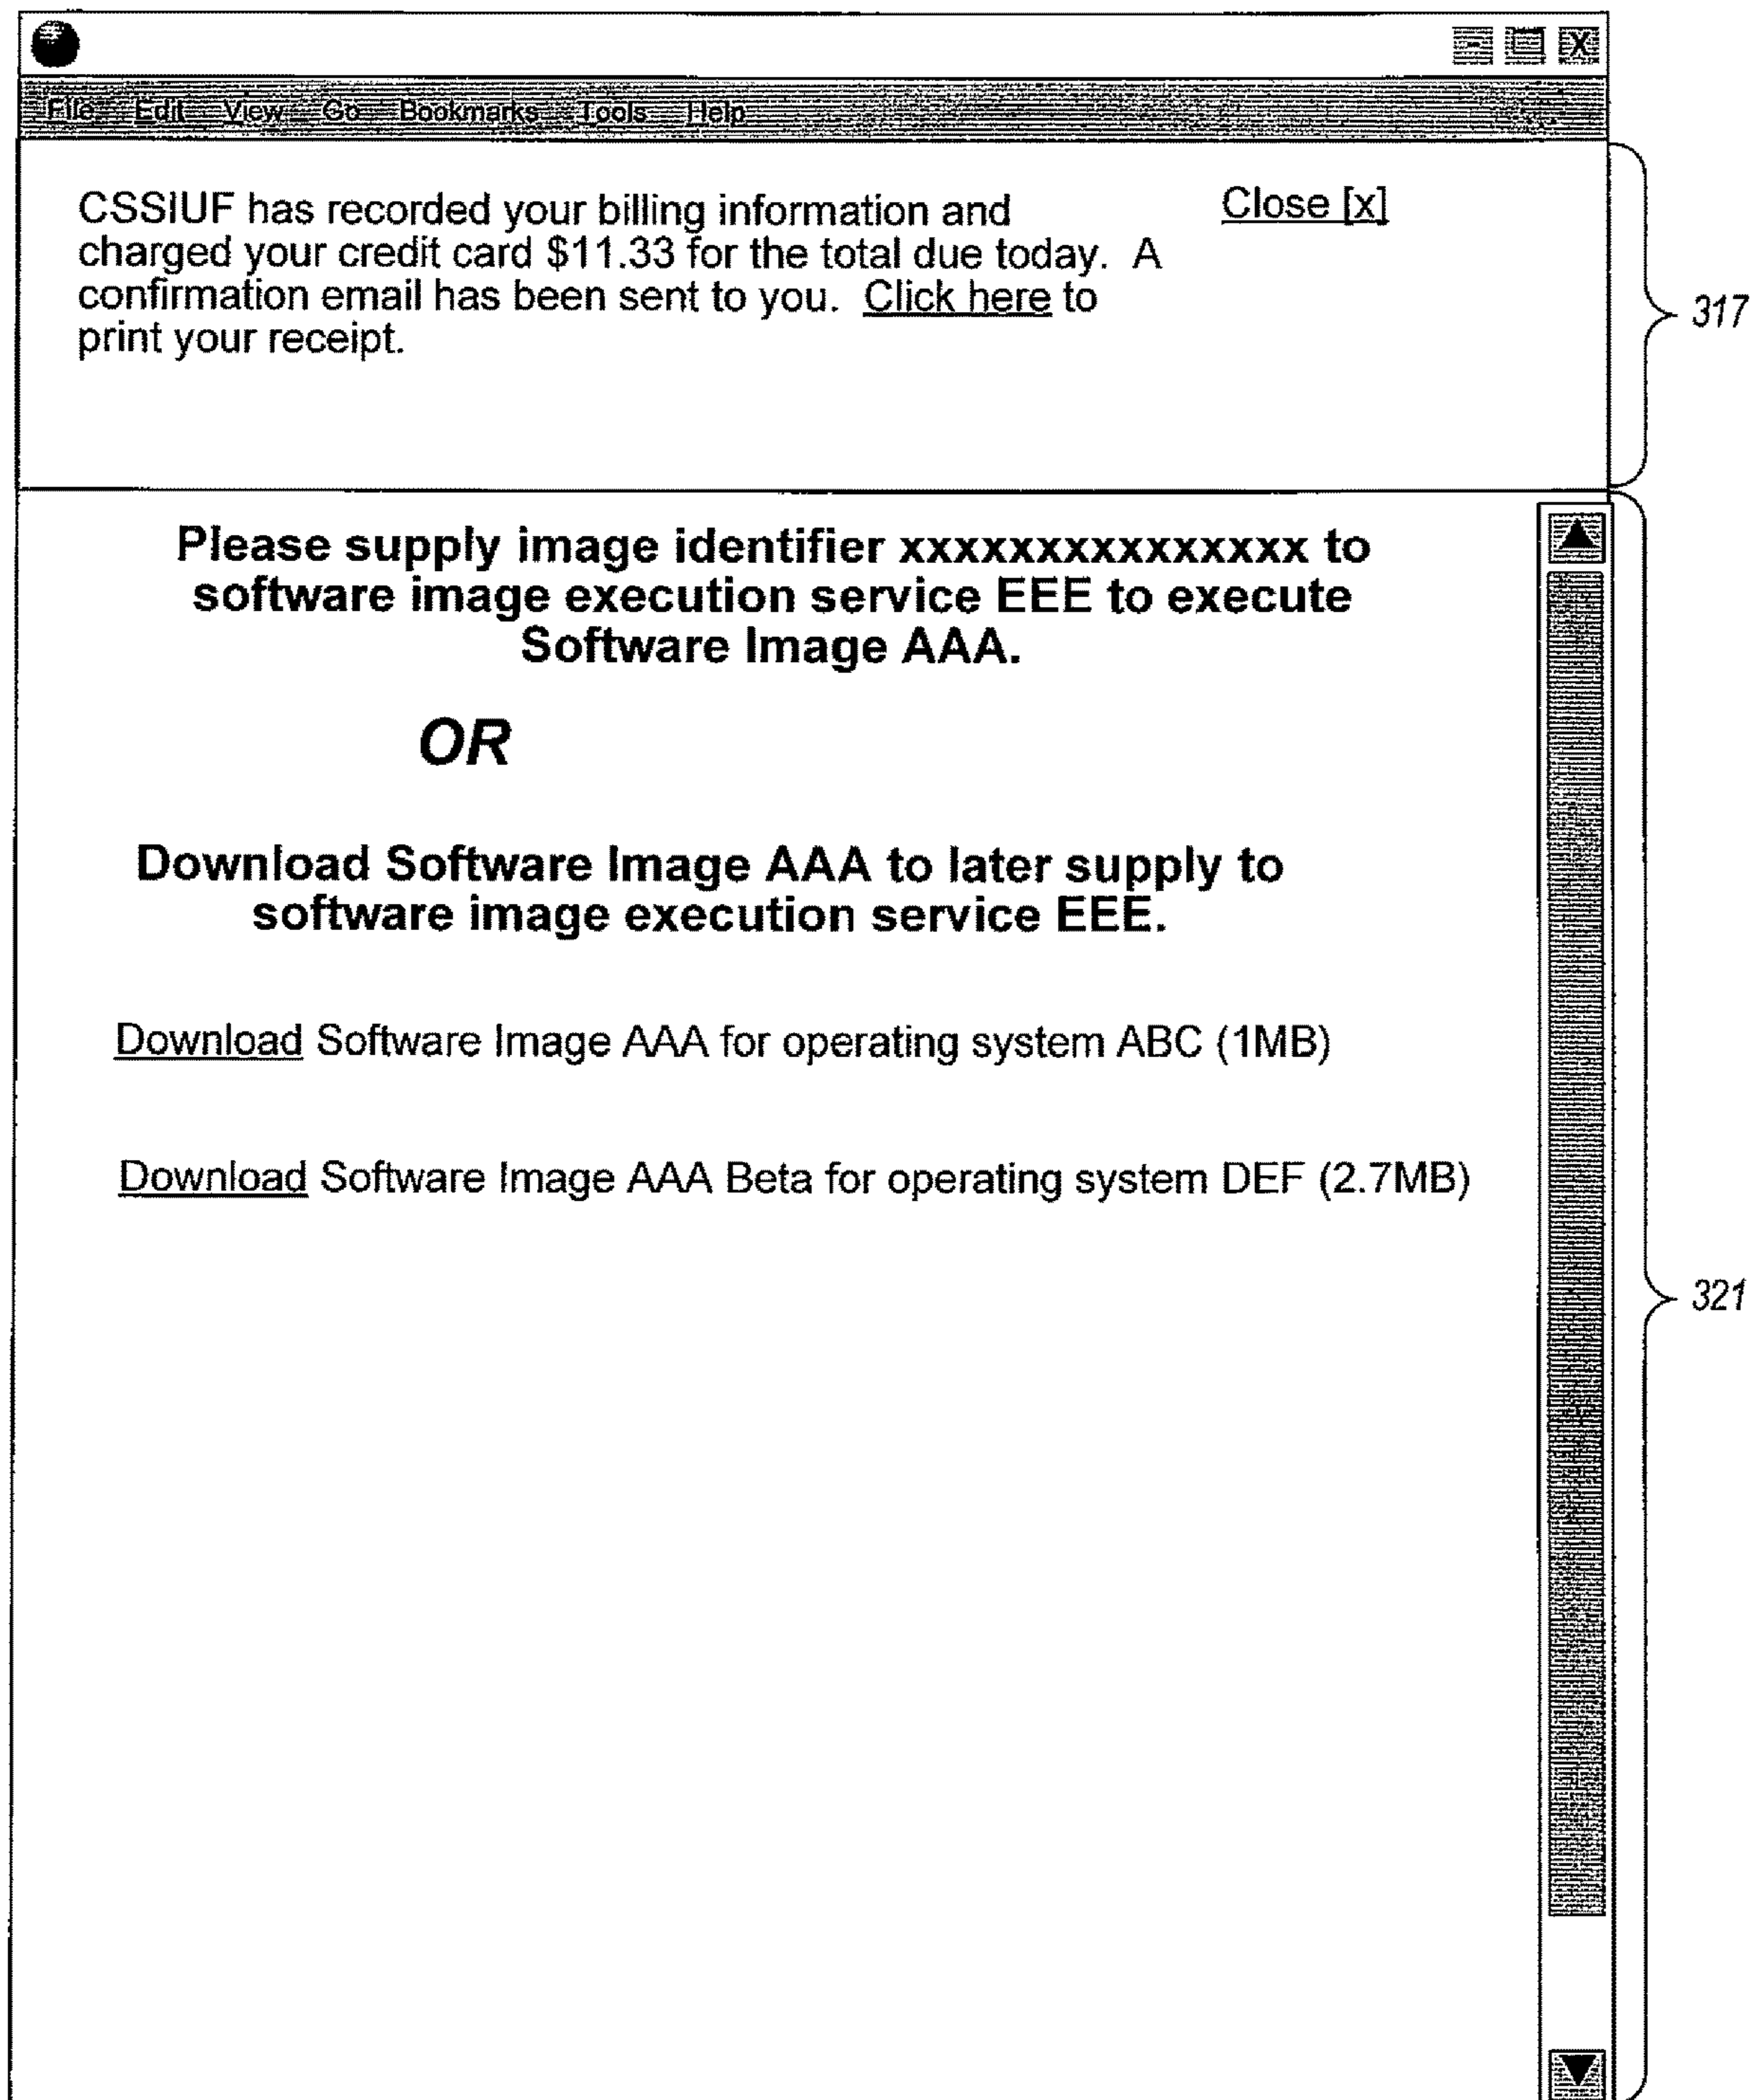 X
File Edit View Go Bookmarks Tools Help
CSSIUF has recorded your billing information and
charged your credit card $11.33 for the total due today. A
confirmation email has been sent to you. Click here to
print your receipt.
Close [x]
317
Please supply image identifier xxxxxxxxxxxxxxx to
software image execution service EEE to execute
Software Image AAA.
OR
Download Software Image AAA to later supply to
software image execution service EEE.
Download Software Image AAA for operating system ABC (1MB)
Download Software Image AAA Beta for operating system DEF (2.7MB)
321